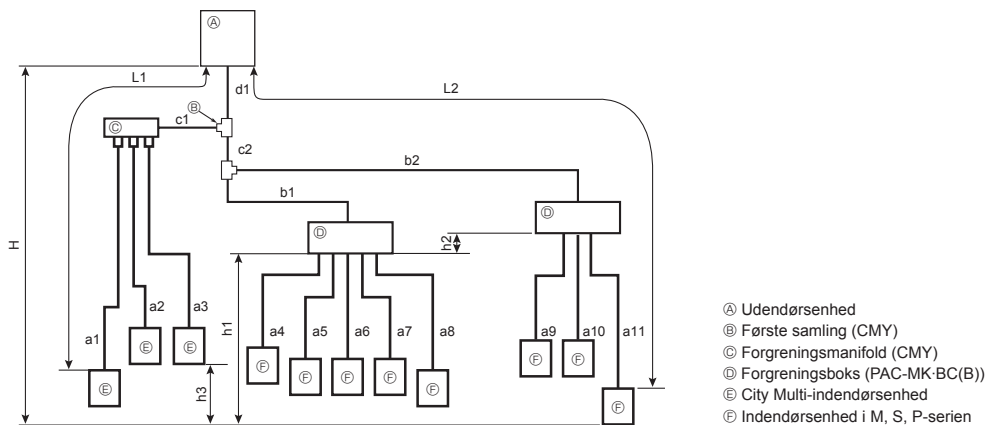 Ⓐ
L1
d1
L2
Ⓑ
Ⓒ
c1
c2
b2
b1
Ⓓ
Ⓓ
h2
H
a1
a2
a3
h1
a4
a5
a6
a7
a8
a9
a10
a11
Ⓔ
Ⓔ
Ⓔ
h3
Ⓕ
Ⓕ
Ⓕ
Ⓕ
Ⓕ
Ⓕ
Ⓕ
Ⓕ
Ⓐ Udendørsenhed
Ⓑ Første samling (CMY)
Ⓒ Forgreningsmanifold (CMY)
Ⓓ Forgreningsboks (PAC-MK·BC(B))
Ⓔ City Multi-indendørsenhed
Ⓕ Indendørsenhed i M, S, P-serien